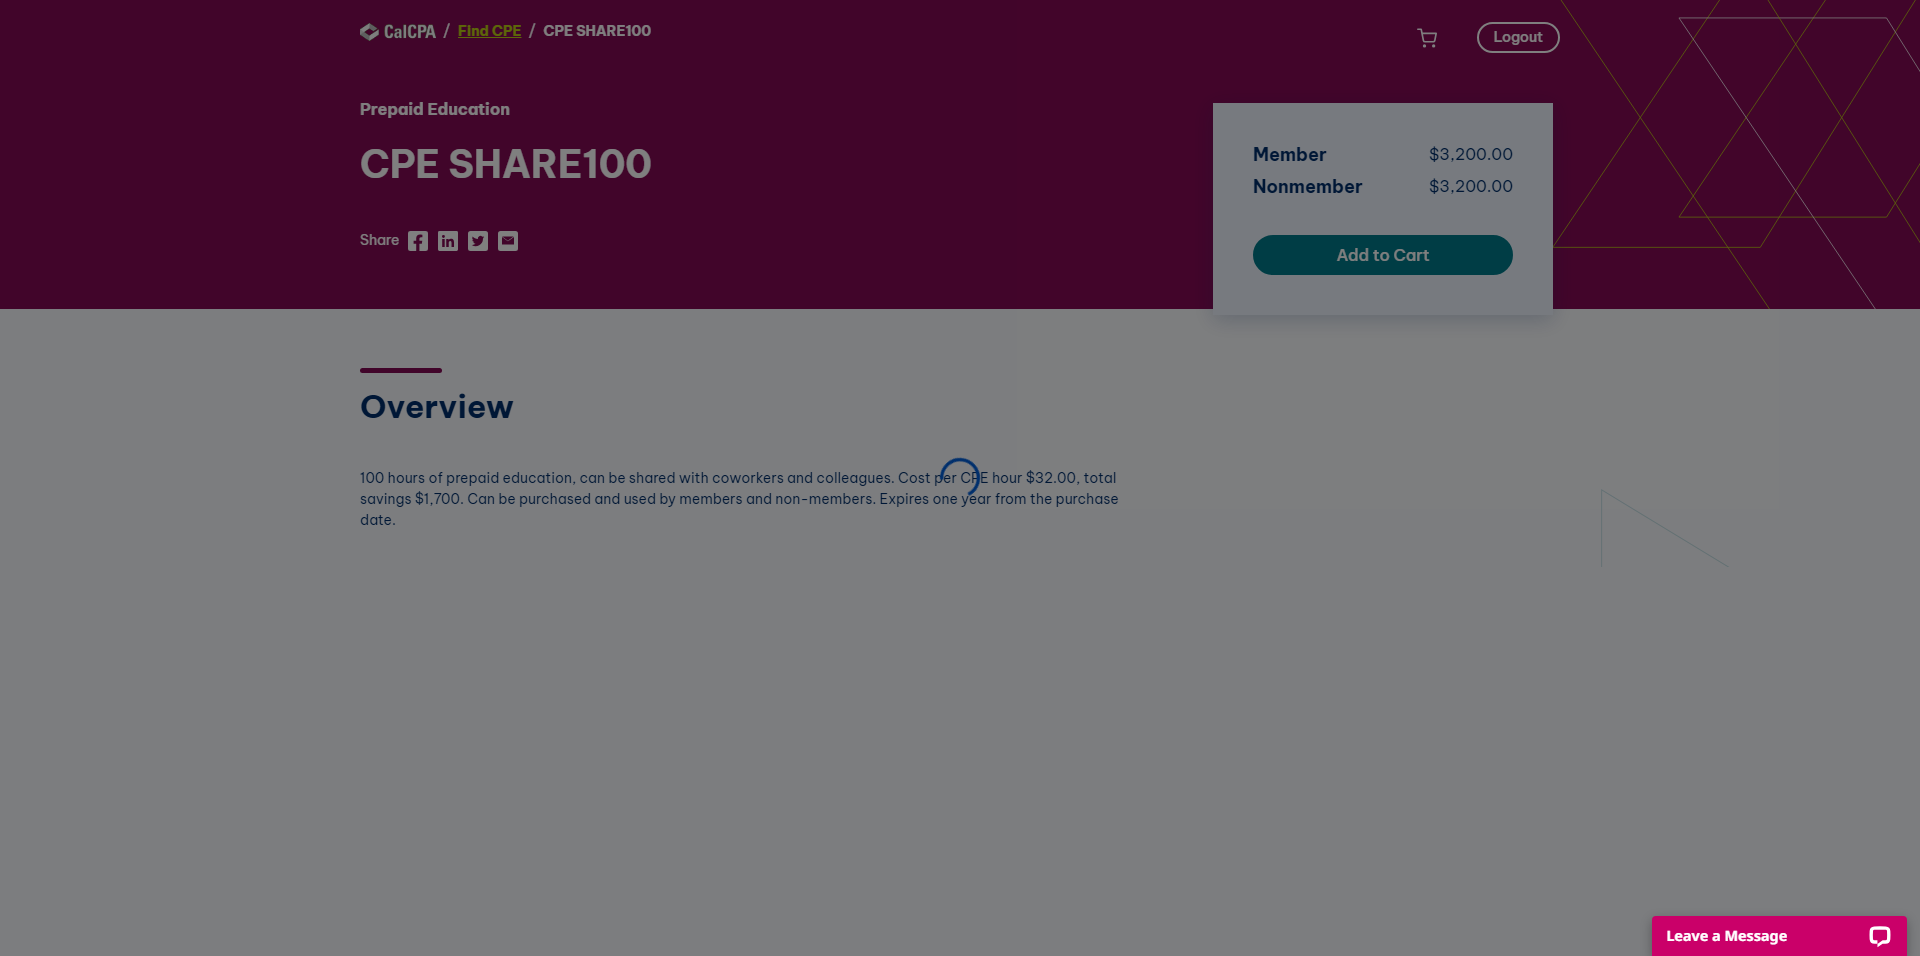 CalCPA / Find CPE / CPE SHARE100
Logout
Prepaid Education
CPE SHARE100
Share
Member $3,200.00
Nonmember $3,200.00
Add to Cart
Overview
100 hours of prepaid education, can be shared with coworkers and colleagues. Cost per CPE hour $32.00, total
savings $1,700. Can be purchased and used by members and non-members. Expires one year from the purchase
date.
Leave a Message